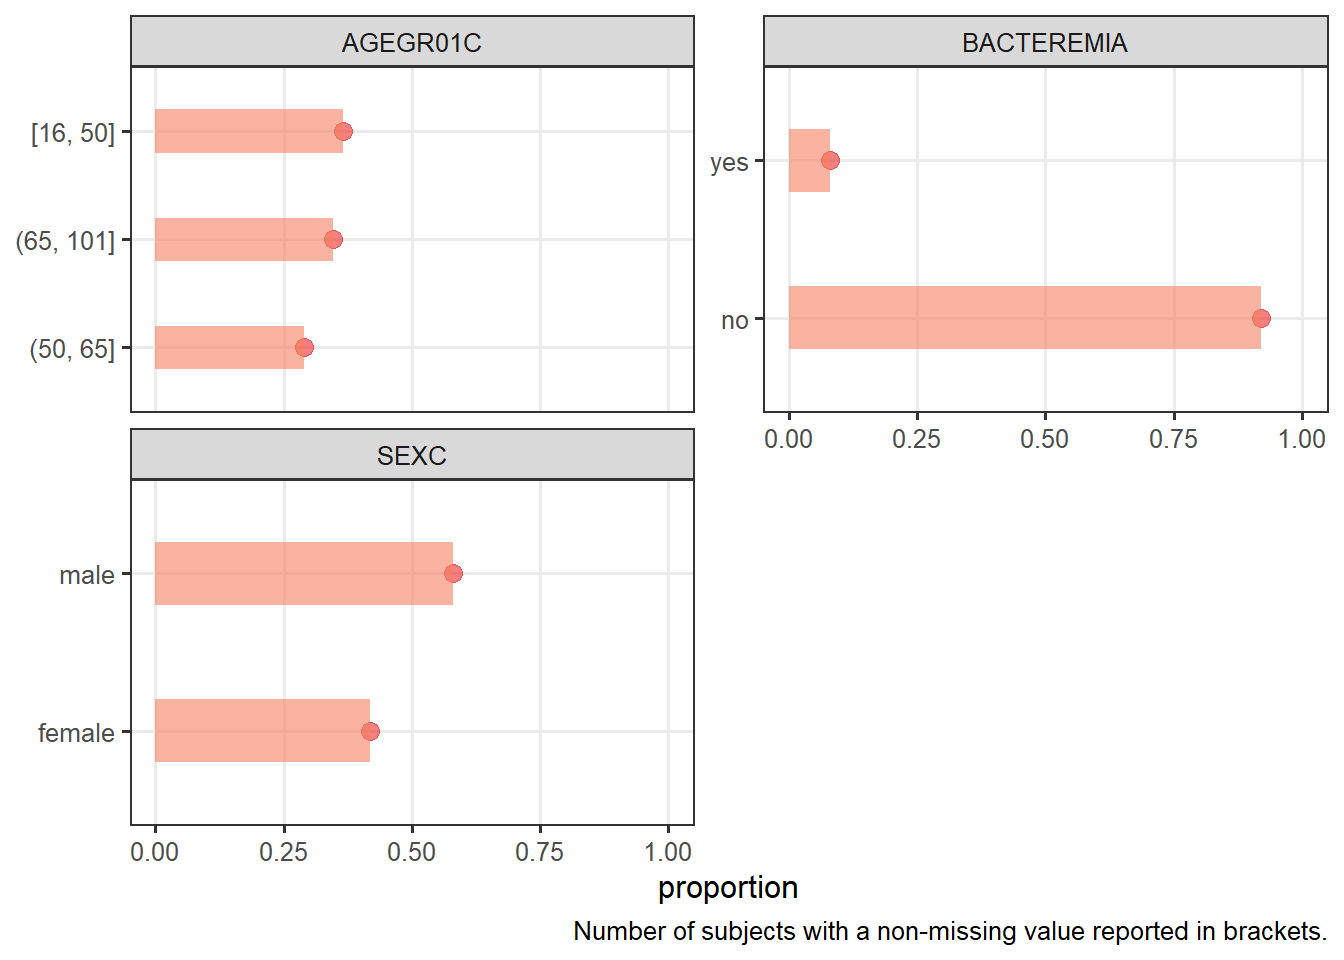 AGEGR01C
[16, 50]
(65, 101]
(50, 65]
BACTEREMIA
yes
no
0.00 0.25 0.50 0.75 1.00
SEXC
male
female
0.00 0.25 0.50 0.75 1.00
proportion
Number of subjects with a non-missing value reported in brackets.